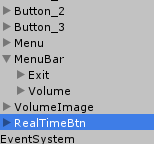 Button_2
Button_3
Menu
MenuBar
Exit
Volume
VolumeImage
RealTimeBtn
EventSystem